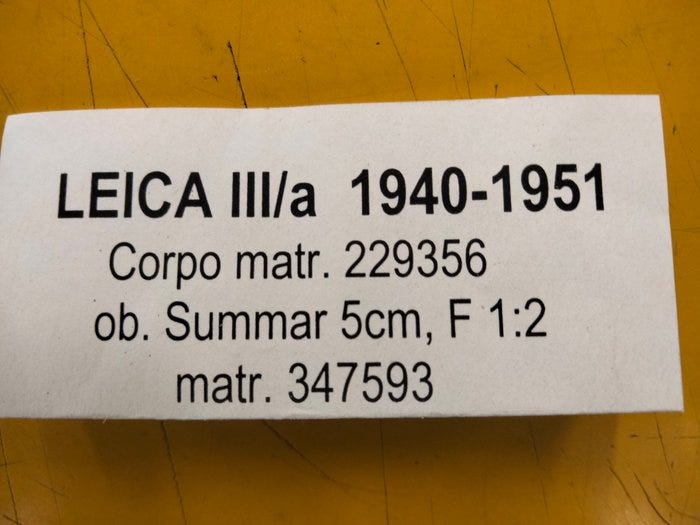 LEICA III/a 1940-1951
Corpo matr. 229356
ob. Summar 5cm, F 1:2
matr. 347593